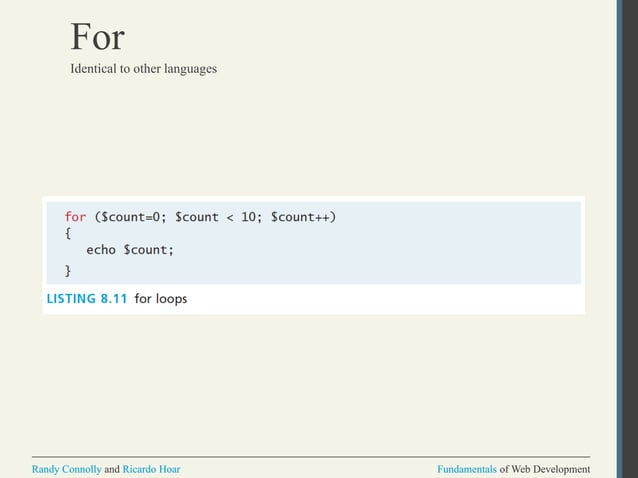 For
Identical to other languages
for ($count=0; $count < 10; $count++)
{
echo $count;
}
LISTING 8.11 for loops
Randy Connolly and Ricardo Hoar
Fundamentals of Web Development